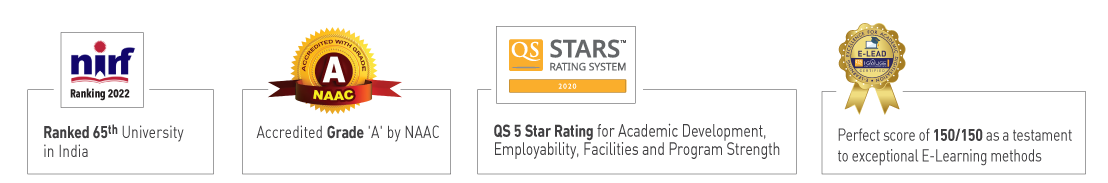 nirf
Ranking 2022
Ranked 65th University
in India
ACCREDITED WITH GRADE
A
NAAC
Accredited Grade 'A' by NAAC
QS STARS™
RATING SYSTEM
2020
QS 5 Star Rating for Academic Development,
Employability, Facilities and Program Strength
E-LEAD
CERTIFIED
Perfect score of 150/150 as a testament
to exceptional E-Learning methods